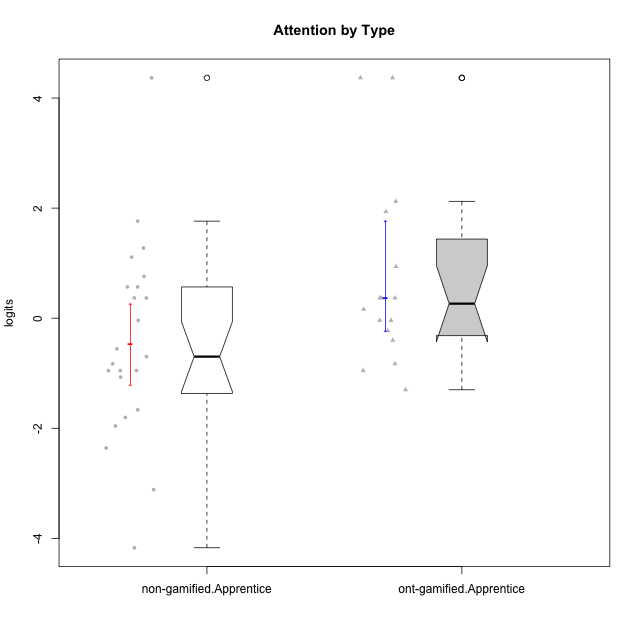 Attention by Type
logits
4
2
0
-2
-4
non-gamified.Apprentice
ont-gamified.Apprentice